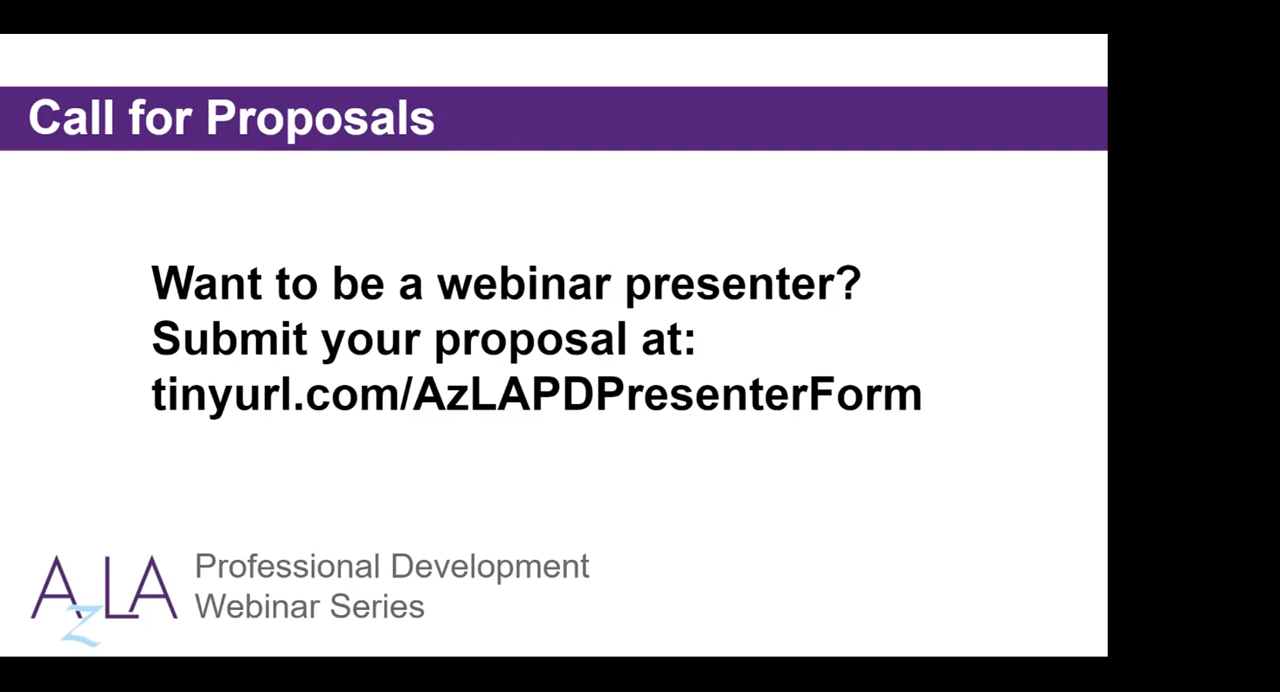 Call for Proposals
Want to be a webinar presenter?
Submit your proposal at:
tinyurl.com/AzLAPDPresenterForm
AzLA
Professional Development
Webinar Series